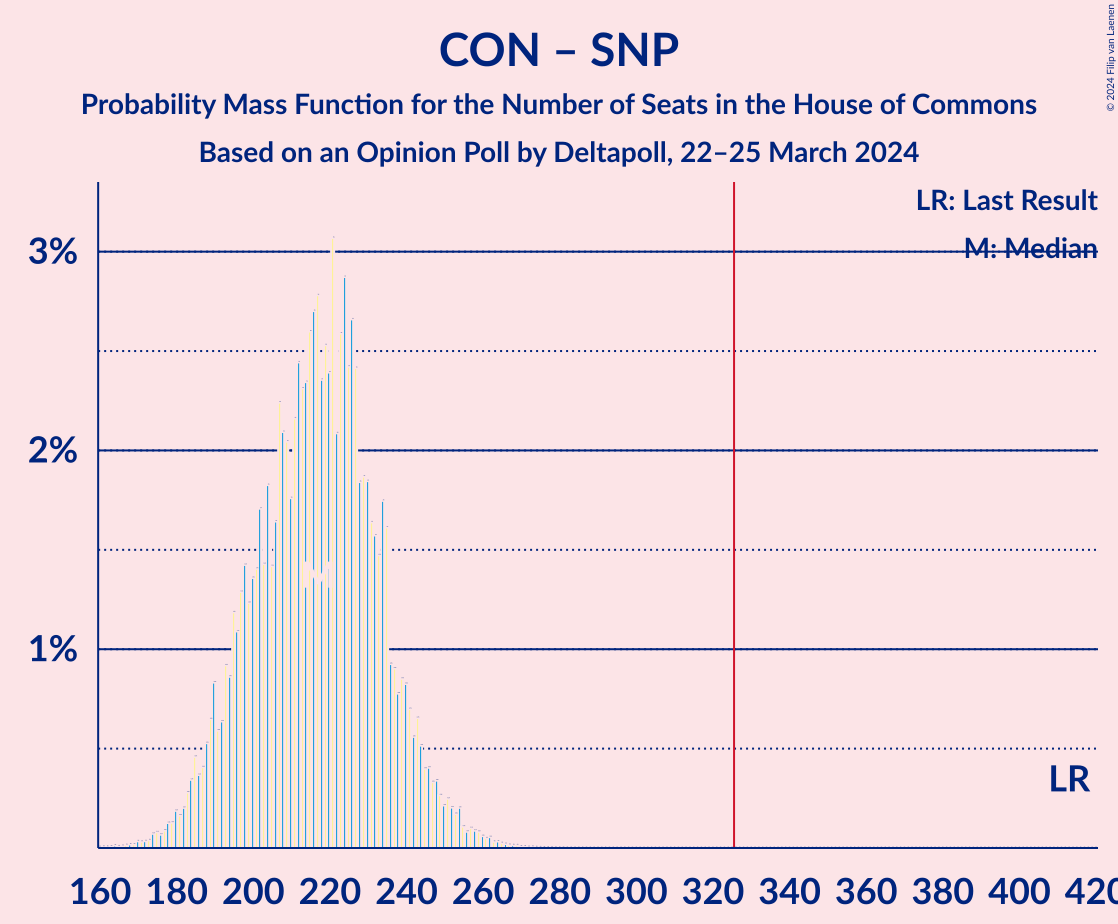 CON – SNP
Probability Mass Function for the Number of Seats in the House of Commons
Based on an Opinion Poll by Deltapoll, 22–25 March 2024
© 2024 Filip van Laenen
LR: Last Result
M: Median
3%
2%
1%
LR
160 180 200 220 240 260 280 300 320 340 360 380 400 420